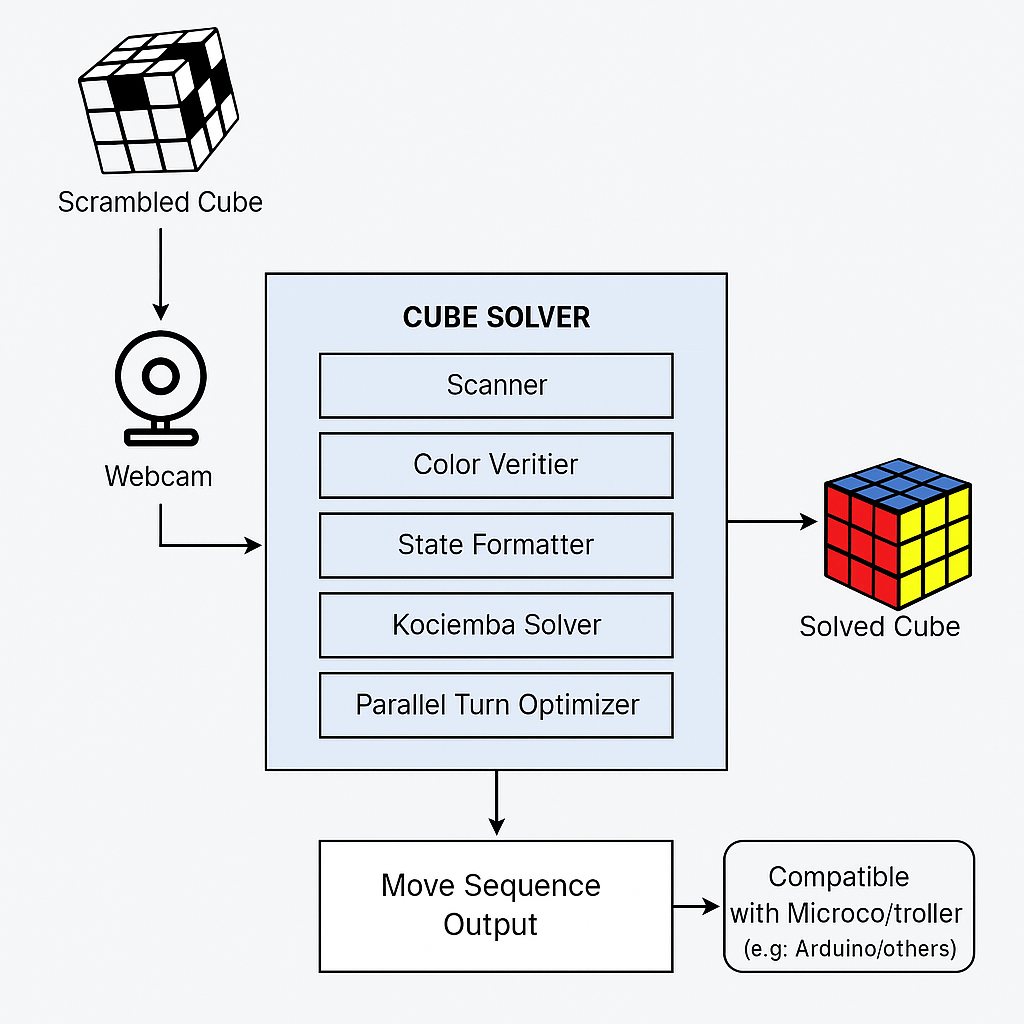 Scrambled Cube
Webcam
CUBE SOLVER
Scanner
Color Veritier
State Formatter
Kociemba Solver
Parallel Turn Optimizer
Solved Cube
Move Sequence
Output
Compatible
with Microco/troller
(e.g: Arduino/others)